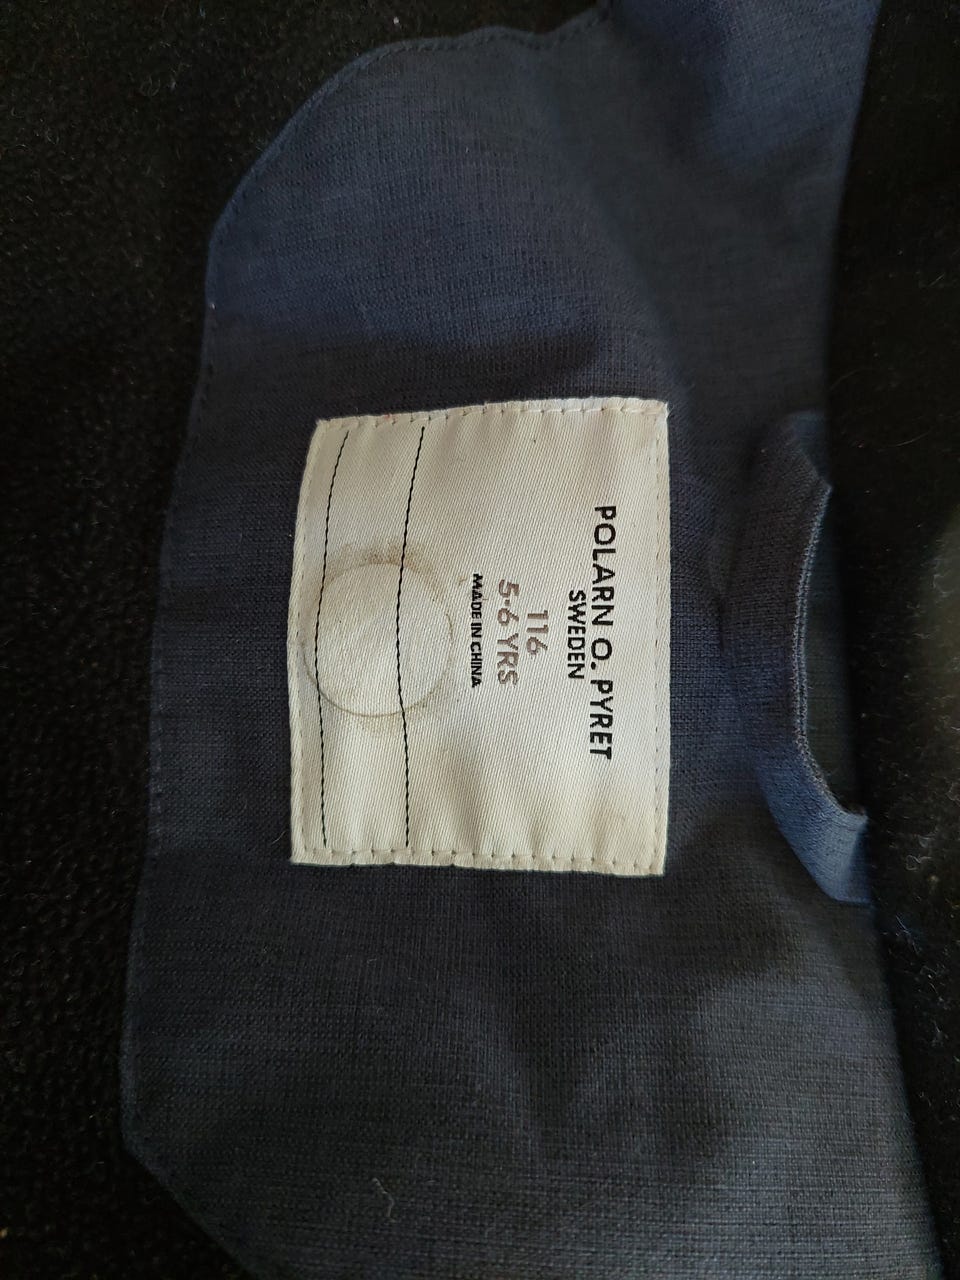 POLARN O. PYRET
SWEDEN
116
5-6 YRS
MADE IN CHINA